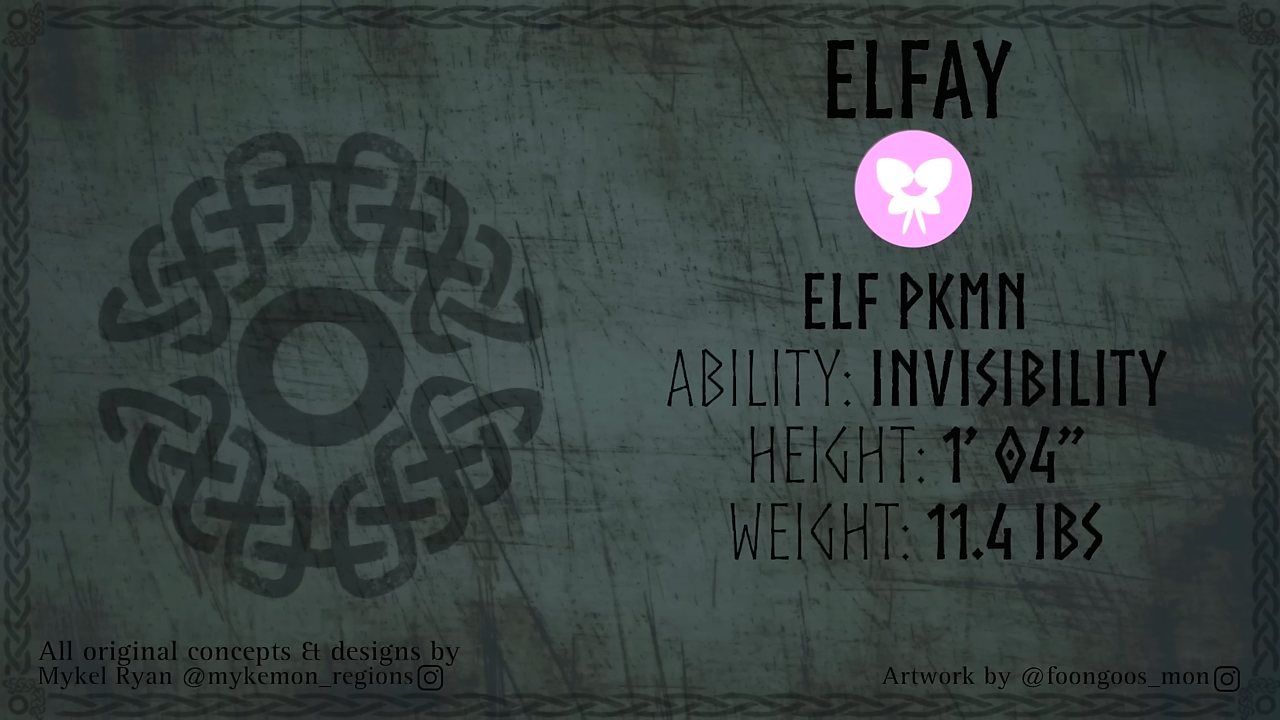 ELFAY
ELF PKMN
ABILITY: INVISIBILITY
HEIGHT: 1' 04"
WEIGHT: 11.4 lBS
All original concepts & designs by
Mykel Ryan @mykemon_regions
Artwork by @foongoos_mon